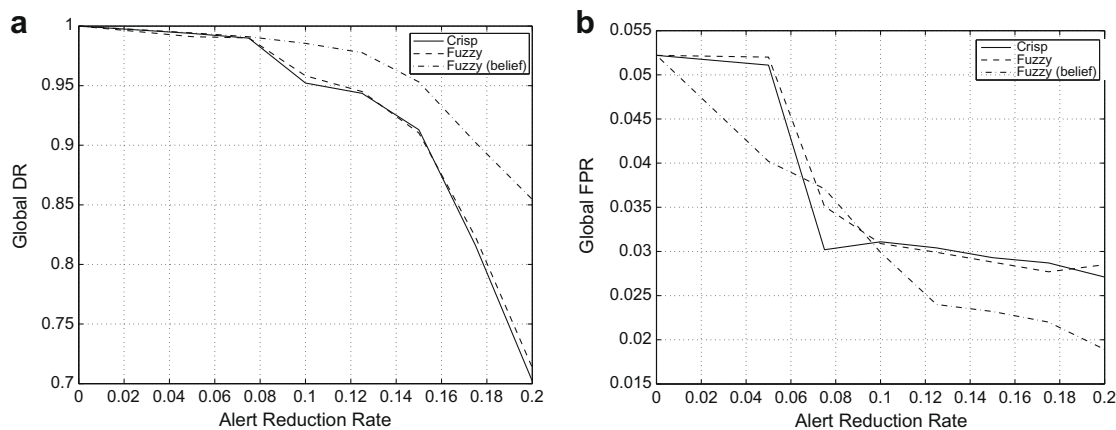 a
1
0.95
0.9
0.85
0.8
0.75
0.7
Global DR
0 0.02 0.04 0.06 0.08 0.1 0.12 0.14 0.16 0.18 0.2
Alert Reduction Rate
Crisp
Fuzzy
Fuzzy (belief)
b
0.055
0.05
0.045
0.04
0.035
0.03
0.025
0.02
0.015
Global FPR
0 0.02 0.04 0.06 0.08 0.1 0.12 0.14 0.16 0.18 0.2
Alert Reduction Rate
Crisp
Fuzzy
Fuzzy (belief)